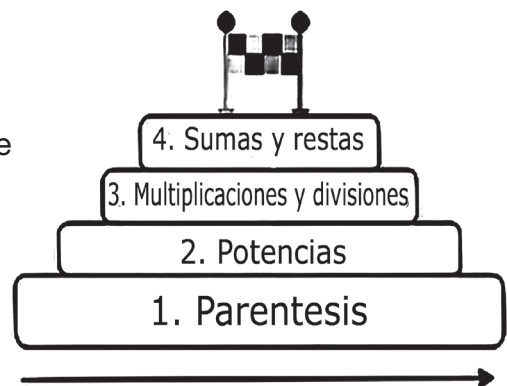 e
4. Sumas y restas
3. Multiplicaciones y divisiones
2. Potencias
1. Parentesis